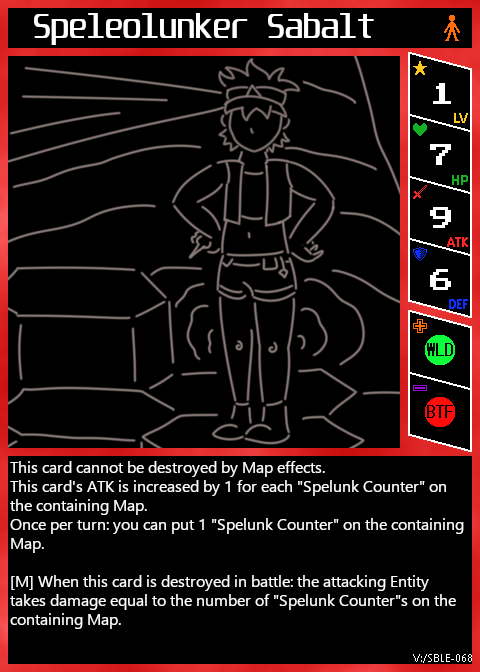 Speleolunker Sabalt
1
LV
7
HP
9
ATK
6
DEF
WLD
BTF
This card cannot be destroyed by Map effects.
This card's ATK is increased by 1 for each "Spelunk Counter" on
the containing Map.
Once per turn: you can put 1 "Spelunk Counter" on the containing
Map.
[M] When this card is destroyed in battle: the attacking Entity
takes damage equal to the number of "Spelunk Counter"s on the
containing Map.
V:/SBLE-068